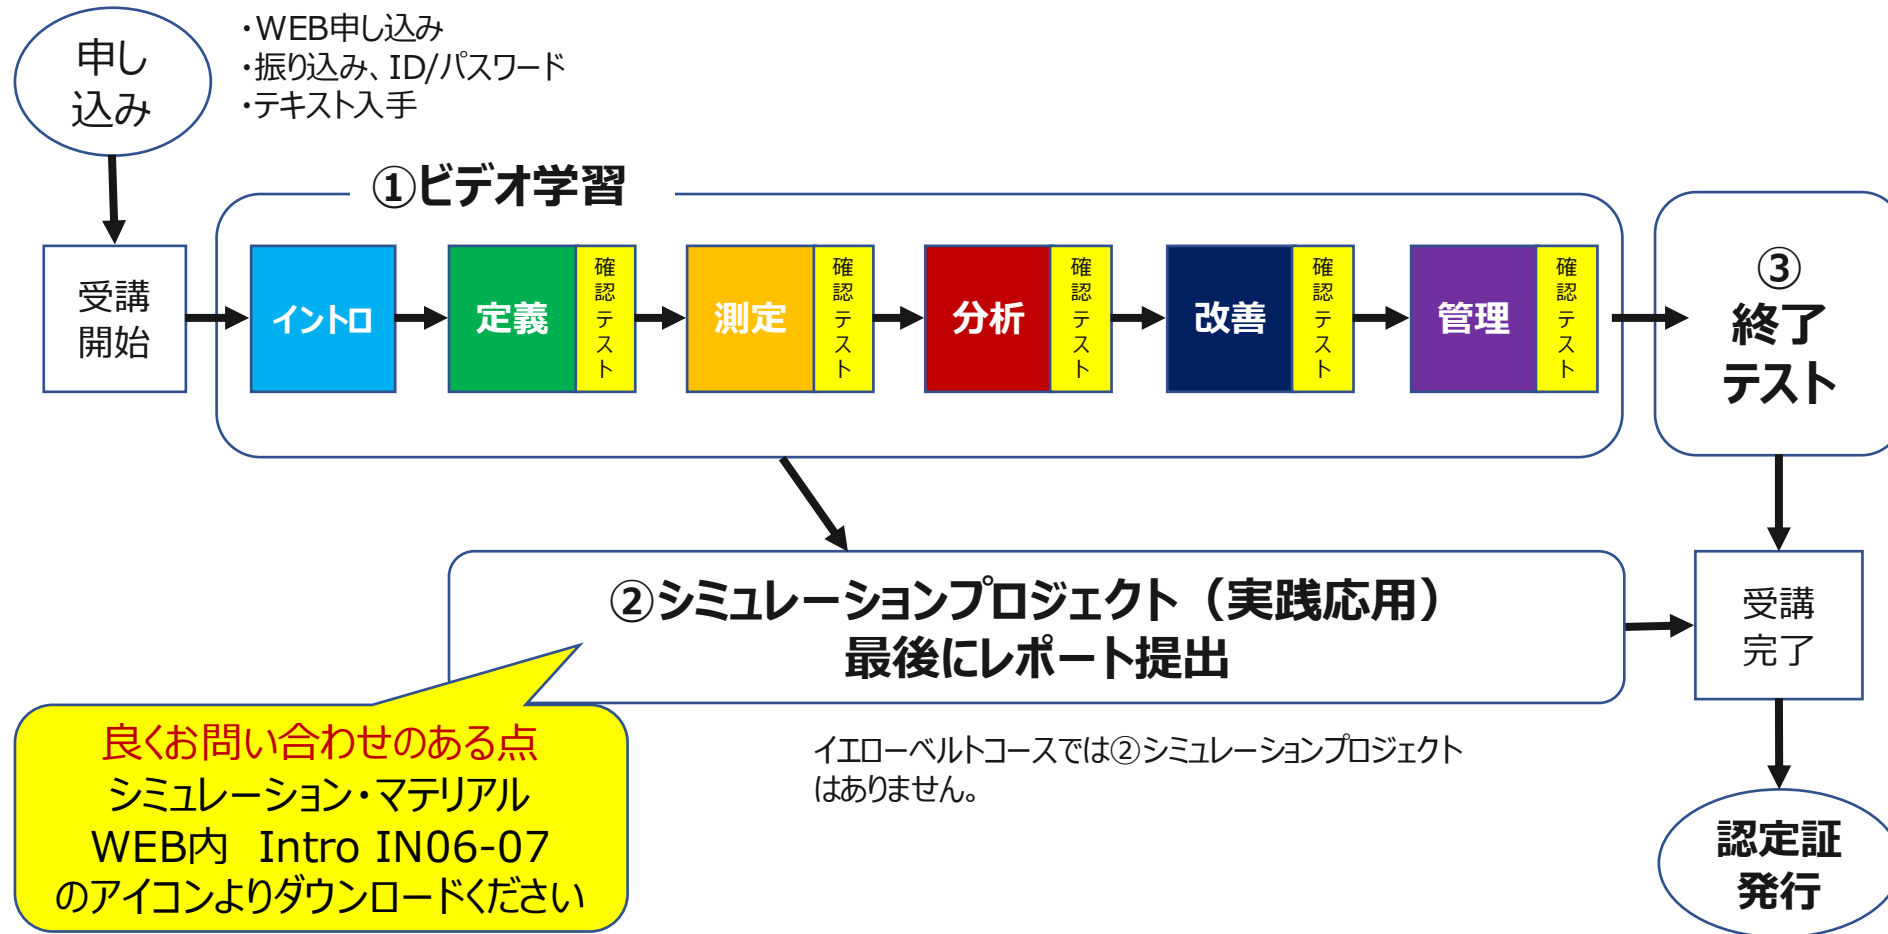 申し
込み
・WEB申し込み
・振り込み、ID/パスワード
・テキスト入手
①ビデオ学習
受講
開始
イントロ
定義
確認テスト
測定
確認テスト
分析
確認テスト
改善
確認テスト
管理
確認テスト
③
終了
テスト
②シミュレーションプロジェクト（実践応用）
最後にレポート提出
受講
完了
良くお問い合わせのある点
シミュレーション・マテリアル
WEB内 Intro IN06-07
のアイコンよりダウンロードください
イエローベルトコースでは②シミュレーションプロジェクト
はありません。
認定証
発行